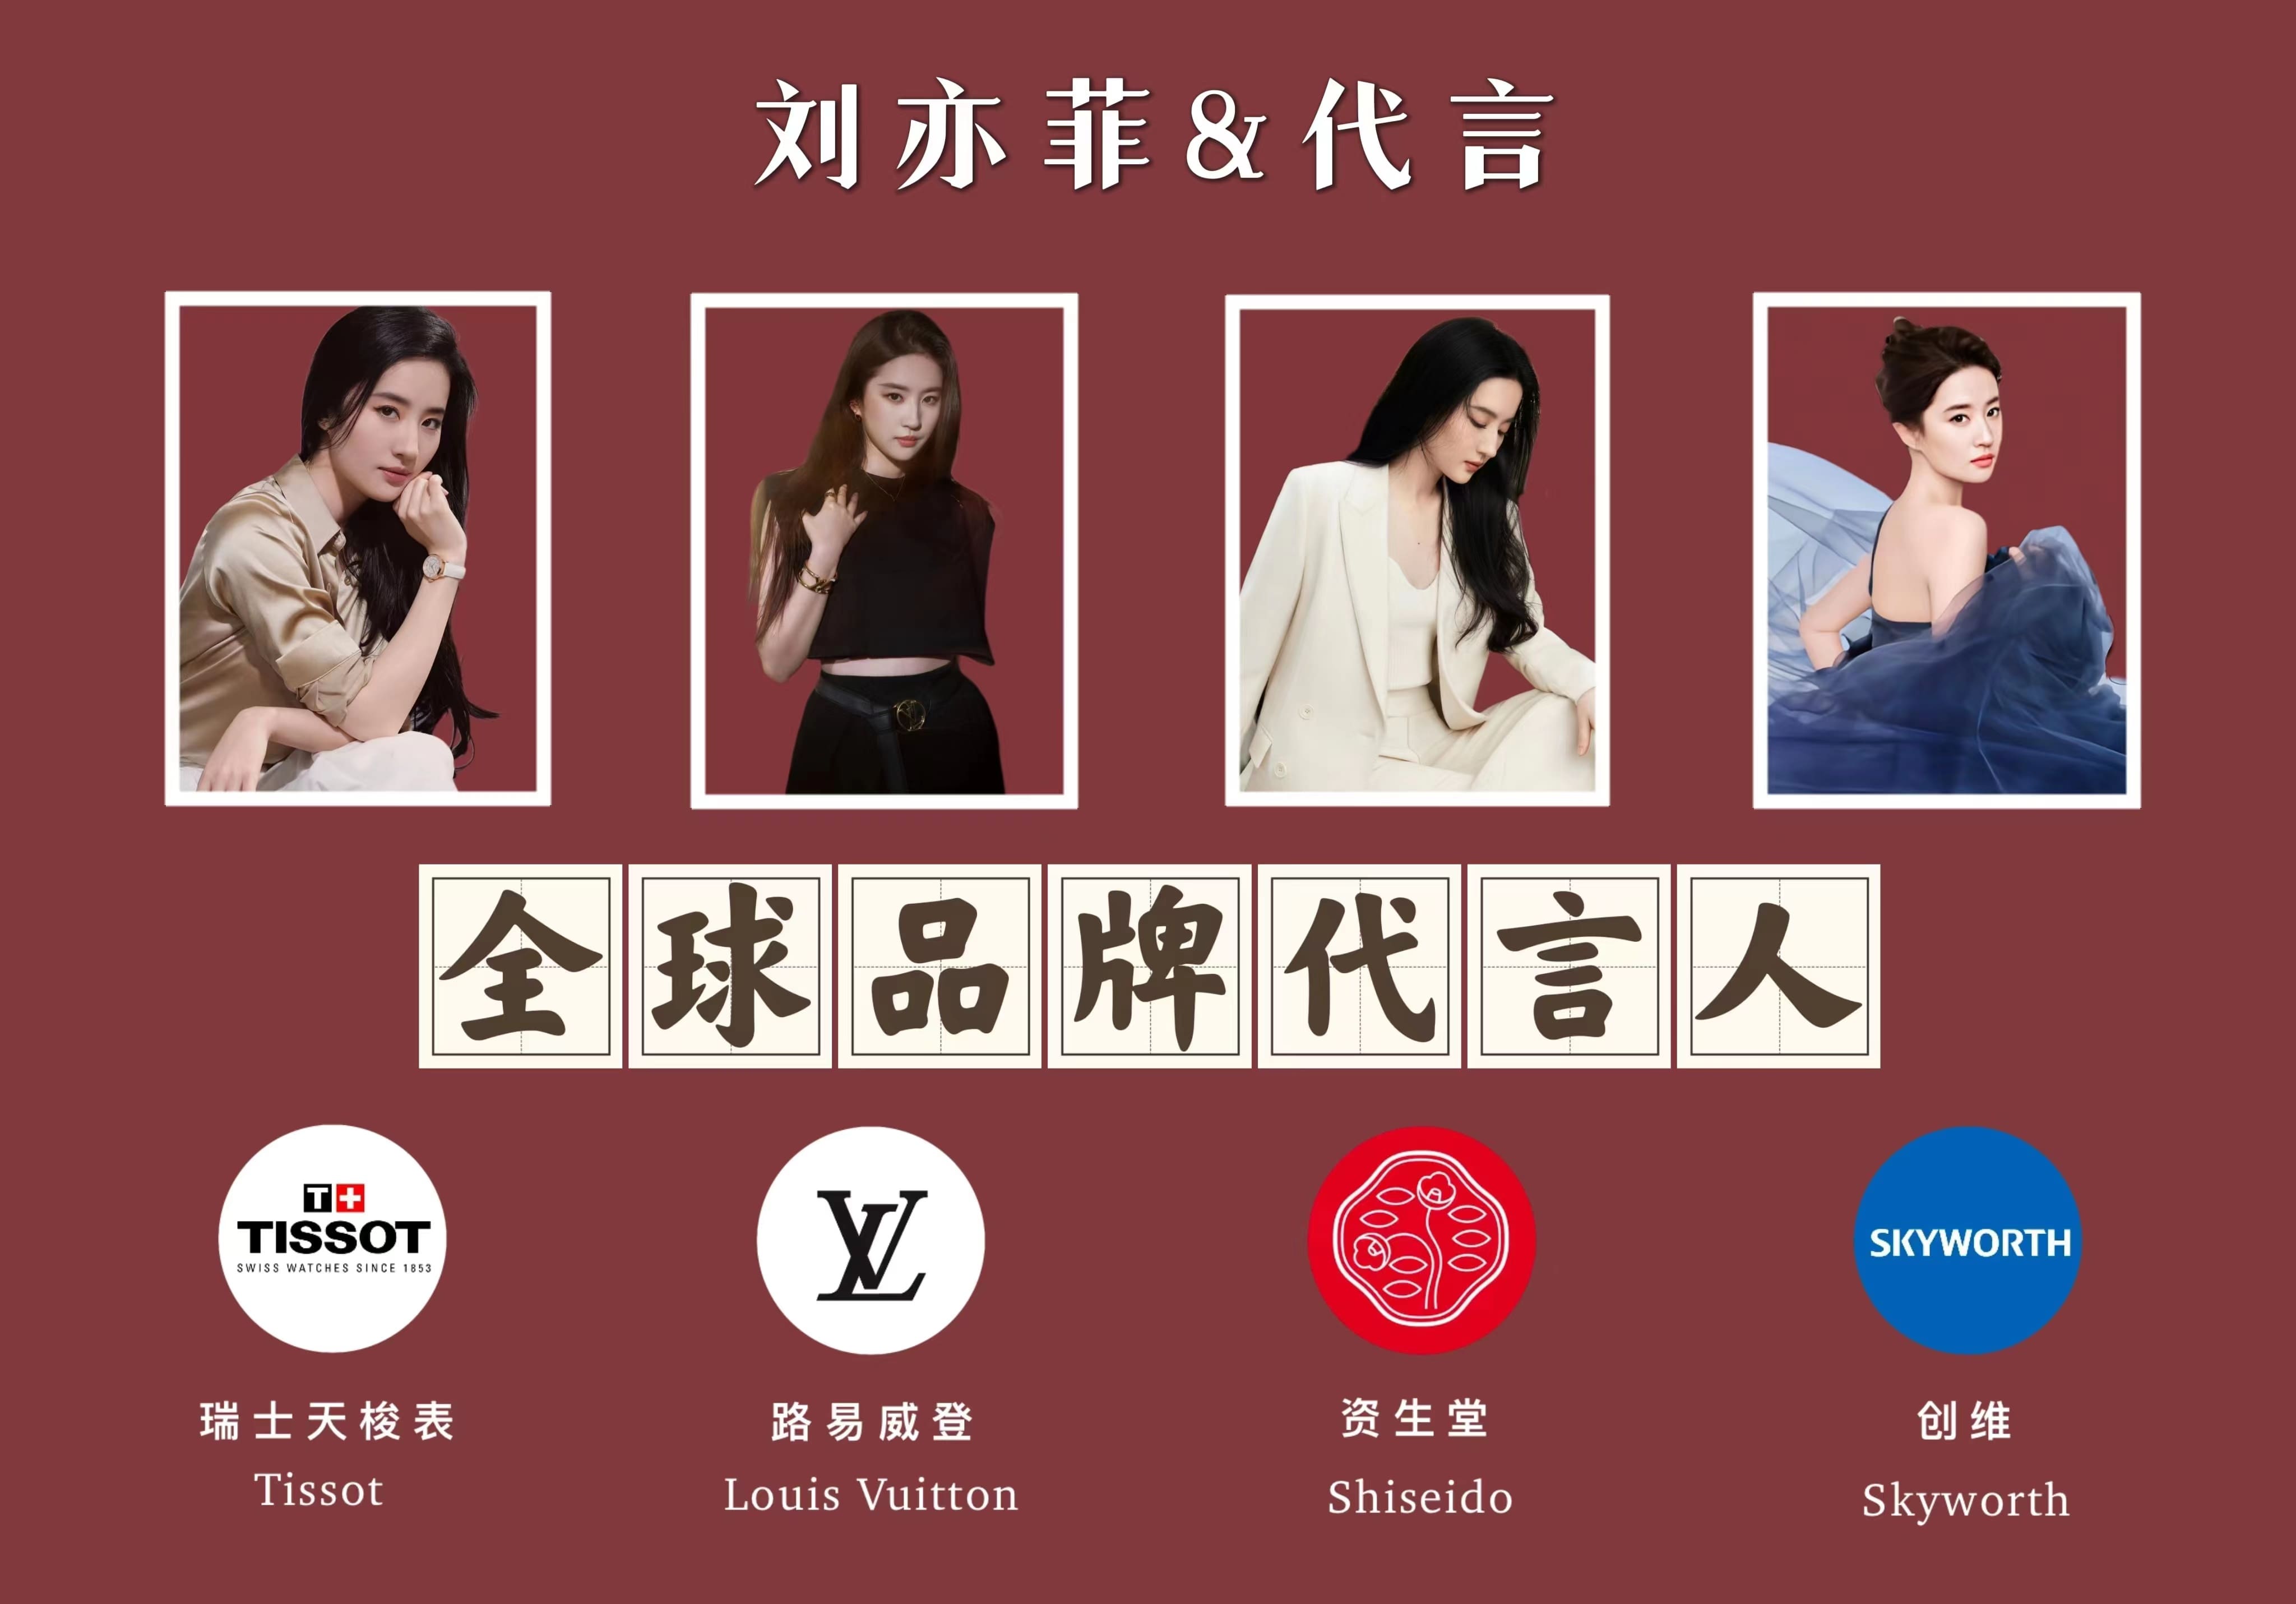 刘亦菲&代言
全球品牌代言人
T+
TISSOT
SWISS WATCHES SINCE 1853
LV
SKYWORTH
瑞士天梭表
路易威登
资生堂
创维
Tissot
Louis Vuitton
Shiseido
Skyworth